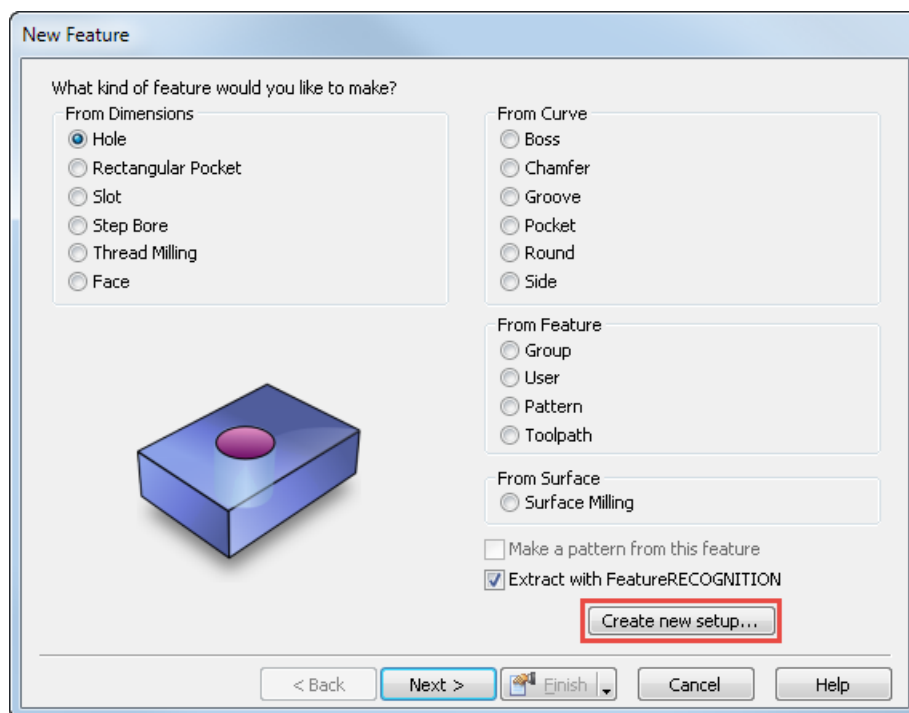 New Feature
What kind of feature would you like to make?
From Dimensions
Hole
Rectangular Pocket
Slot
Step Bore
Thread Milling
Face
From Curve
Boss
Chamfer
Groove
Pocket
Round
Side
From Feature
Group
User
Pattern
Toolpath
From Surface
Surface Milling
Make a pattern from this feature
Extract with FeatureRECOGNITION
Create new setup...
< Back
Next >
Finish
Cancel
Help